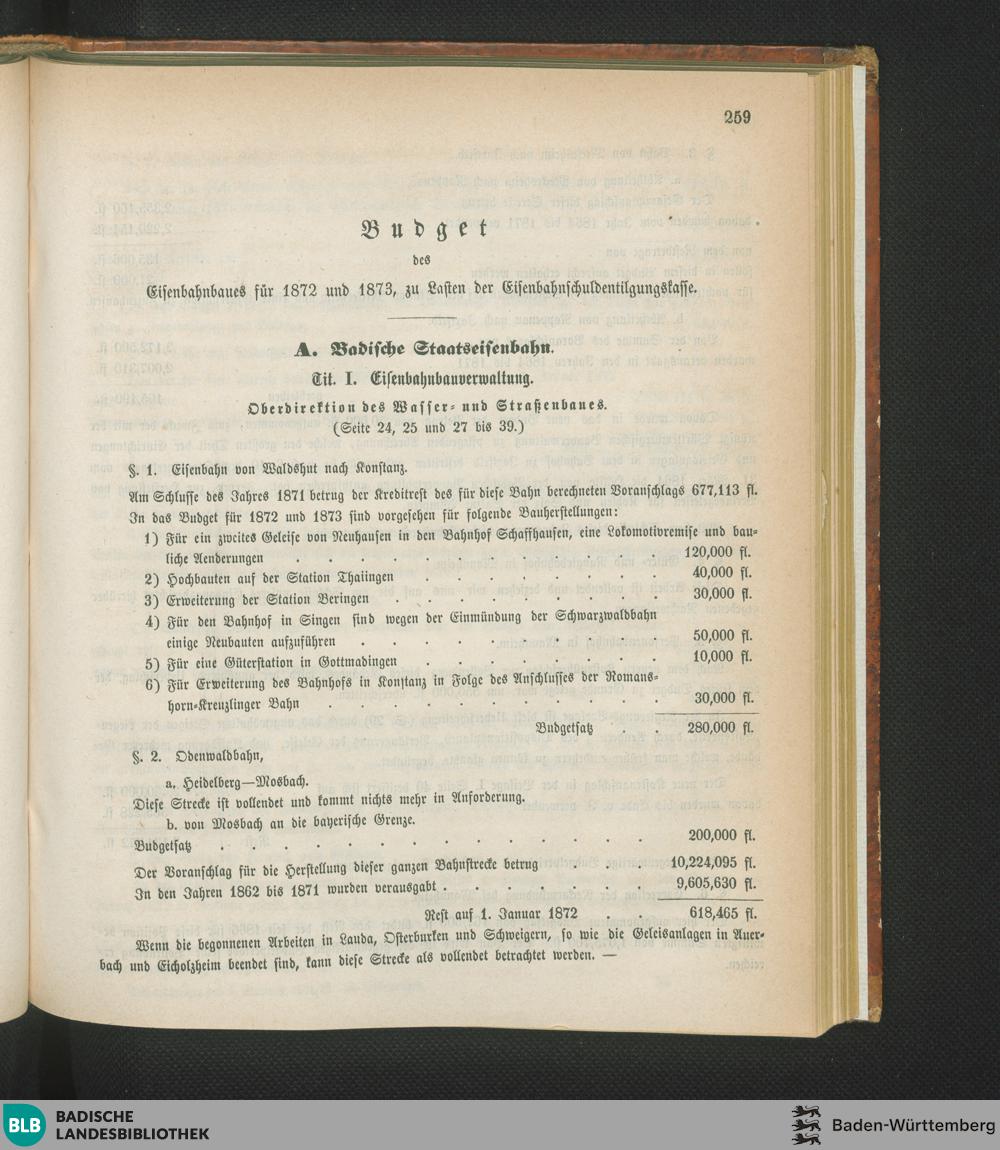 259
Budget
des
Eisenbahnbaues für 1872 und 1873, zu Lasten der Eisenbahnschuldentilgungskasse.
A. Badische Staatseisenbahn.
Tit. I. Eisenbahnbauverwaltung.
Oberdirektion des Wasser- und Straßenbaues.
(Seite 24, 25 und 27 bis 39.)
§. 1. Eisenbahn von Waldshut nach Konstanz.
Am Schlusse des Jahres 1871 betrug der Kreditrest des für diese Bahn berechneten Voranschlags 677,113 fl.
In das Budget für 1872 und 1873 sind vorgesehen für folgende Bauherstellungen:
1) Für ein zweites Geleise von Neuhausen in den Bahnhof Schaffhausen, eine Lokomotivremise und bau-
liche Aenderungen . . . . . . . . . . . 120,000 fl.
2) Hochbauten auf der Station Thaiingen . . . . . . . . 40,000 fl.
3) Erweiterung der Station Beringen . . . . . . . . . 30,000 fl.
4) Für den Bahnhof in Singen sind wegen der Einmündung der Schwarzwaldbahn
einige Neubauten aufzuführen . . . . . . . . . . 50,000 fl.
5) Für eine Güterstation in Gottmadingen . . . . . . . . 10,000 fl.
6) Für Erweiterung des Bahnhofs in Konstanz in Folge des Anschlusses der Romans-
horn-Kreuzlinger Bahn . . . . . . . . . . . 30,000 fl.
Budgetsatz . . 280,000 fl.
§. 2. Odenwaldbahn,
a. Heidelberg—Mosbach.
Diese Strecke ist vollendet und kommt nichts mehr in Anforderung.
b. von Mosbach an die bayerische Grenze.
Budgetsatz . . . . . . . . . . . . . . 200,000 fl.
Der Voranschlag für die Herstellung dieser ganzen Bahnstrecke betrug . . . 10,224,095 fl.
In den Jahren 1862 bis 1871 wurden verausgabt . . . . . . . 9,605,630 fl.
Rest auf 1. Januar 1872 . . 618,465 fl.
Wenn die begonnenen Arbeiten in Lauda, Osterburken und Schweigern, so wie die Geleisanlagen in Auer-
bach und Eicholzheim beendet sind, kann diese Strecke als vollendet betrachtet werden. —
BLB BADISCHE
LANDESBIBLIOTHEK
Baden-Württemberg